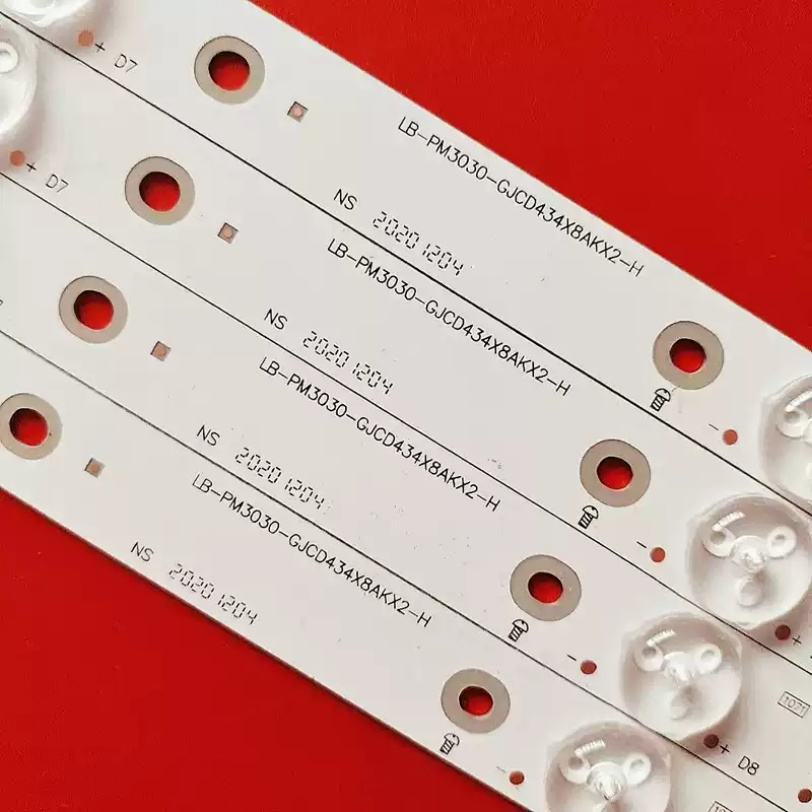 + D7
LB-PM3030-GJCD434X8AKX2-H
NS 20201204
+ D7
LB-PM3030-GJCD434X8AKX2-H
NS 20201204
LB-PM3030-GJCD434X8AKX2-H
NS 20201204
LB-PM3030-GJCD434X8AKX2-H
NS 20201204
-
-
+
-
1071
+ D8
-